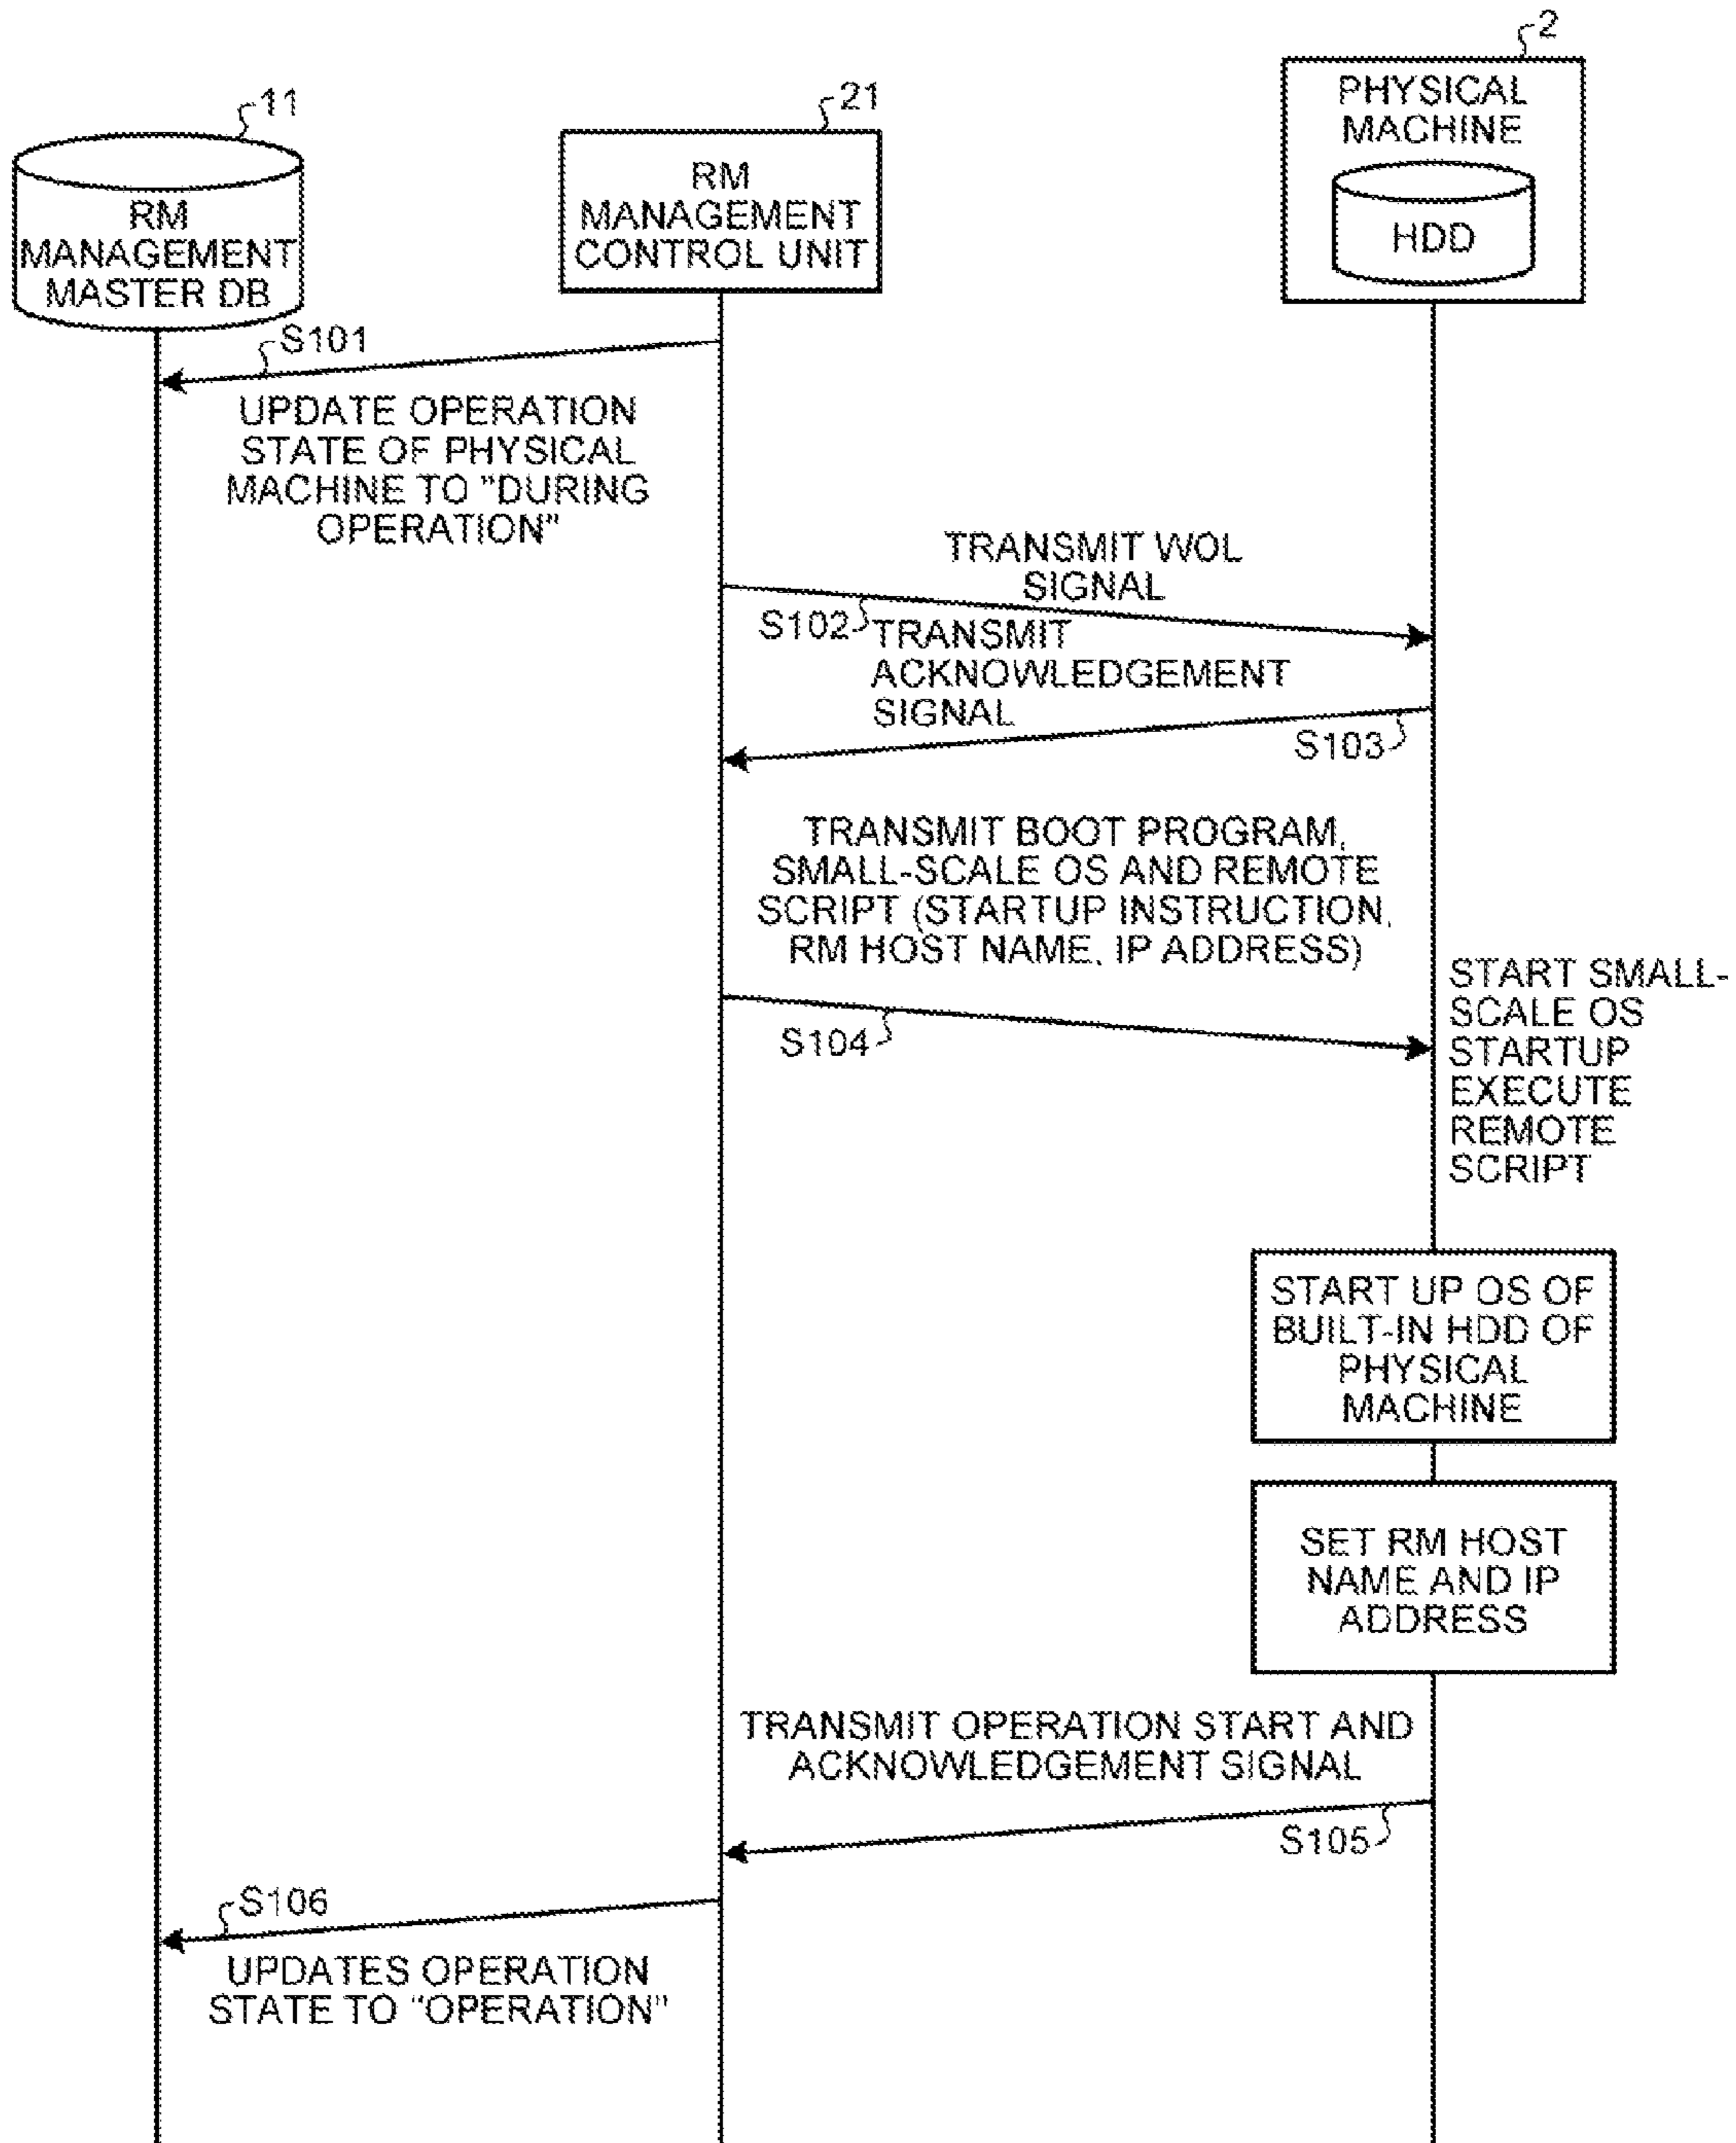 2
PHYSICAL
MACHINE
HDD
11
RM
MANAGEMENT
MASTER DB
21
RM
MANAGEMENT
CONTROL UNIT
S101
UPDATE OPERATION
STATE OF PHYSICAL
MACHINE TO "DURING
OPERATION"
TRANSMIT WOL
SIGNAL
S102
TRANSMIT
ACKNOWLEDGEMENT
SIGNAL
S103
TRANSMIT BOOT PROGRAM,
SMALL-SCALE OS AND REMOTE
SCRIPT (STARTUP INSTRUCTION,
RM HOST NAME, IP ADDRESS)
S104
START SMALL-
SCALE OS
STARTUP
EXECUTE
REMOTE
SCRIPT
START UP OS OF
BUILT-IN HDD OF
PHYSICAL
MACHINE
SET RM HOST
NAME AND IP
ADDRESS
TRANSMIT OPERATION START AND
ACKNOWLEDGEMENT SIGNAL
S105
S106
UPDATES OPERATION
STATE TO "OPERATION"